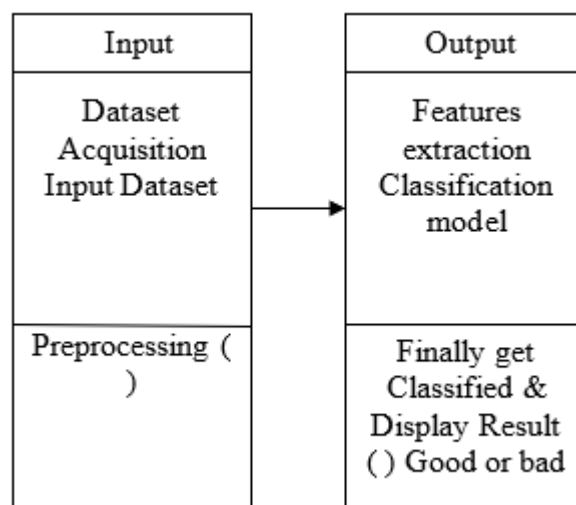 Input
Dataset
Acquisition
Input Dataset
Preprocessing (
)
Output
Features
extraction
Classification
model
Finally get
Classified &
Display Result
( ) Good or bad